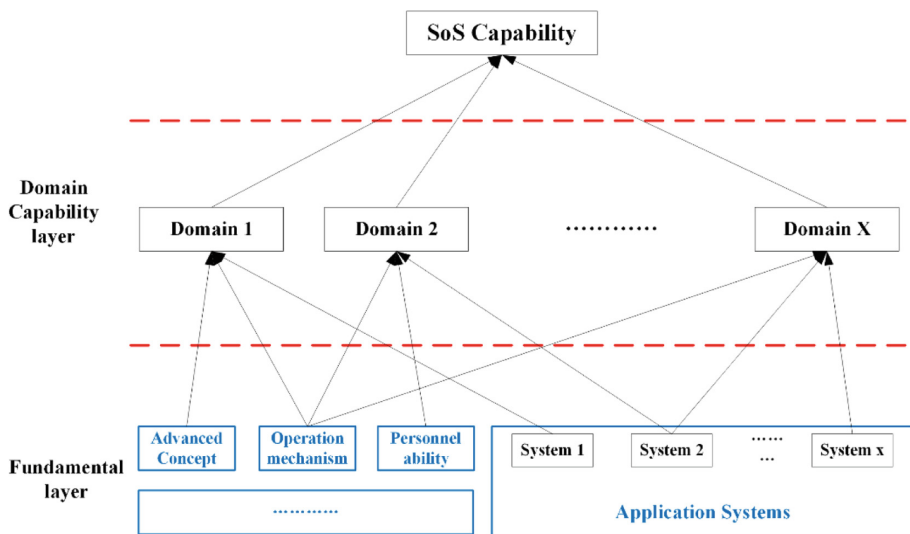 SoS Capability
Domain
Capability
layer
Domain 1
Domain 2
…………
Domain X
Fundamental
layer
Advanced
Concept
Operation
mechanism
Personnel
ability
System 1
System 2
……
…
System x
…………
Application Systems